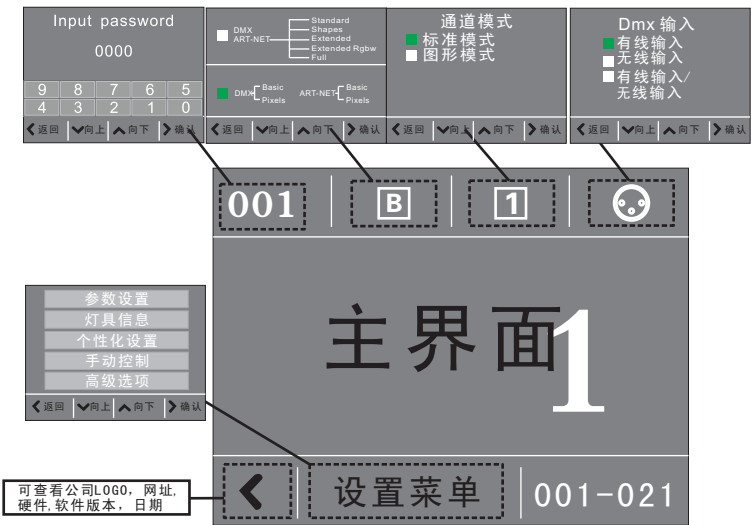 Input password
0000
9 8 7 6 5
4 3 2 1 0
返回 向上 向下 确认
DMX
ART-NET
Standard
Shapes
Extended
Extended Rgbw
Full
DMX
Basic
Pixels
ART-NET
Basic
Pixels
返回 向上 向下 确认
通道模式
标准模式
图形模式
返回 向上 向下 确认
Dmx 输入
有线输入
无线输入
有线输入/
无线输入
返回 向上 向下 确认
001 B 1
主界面1
参数设置
灯具信息
个性化设置
手动控制
高级选项
返回 向上 向下 确认
可查看公司LOGO，网址,
硬件,软件版本，日期
设置菜单 001-021